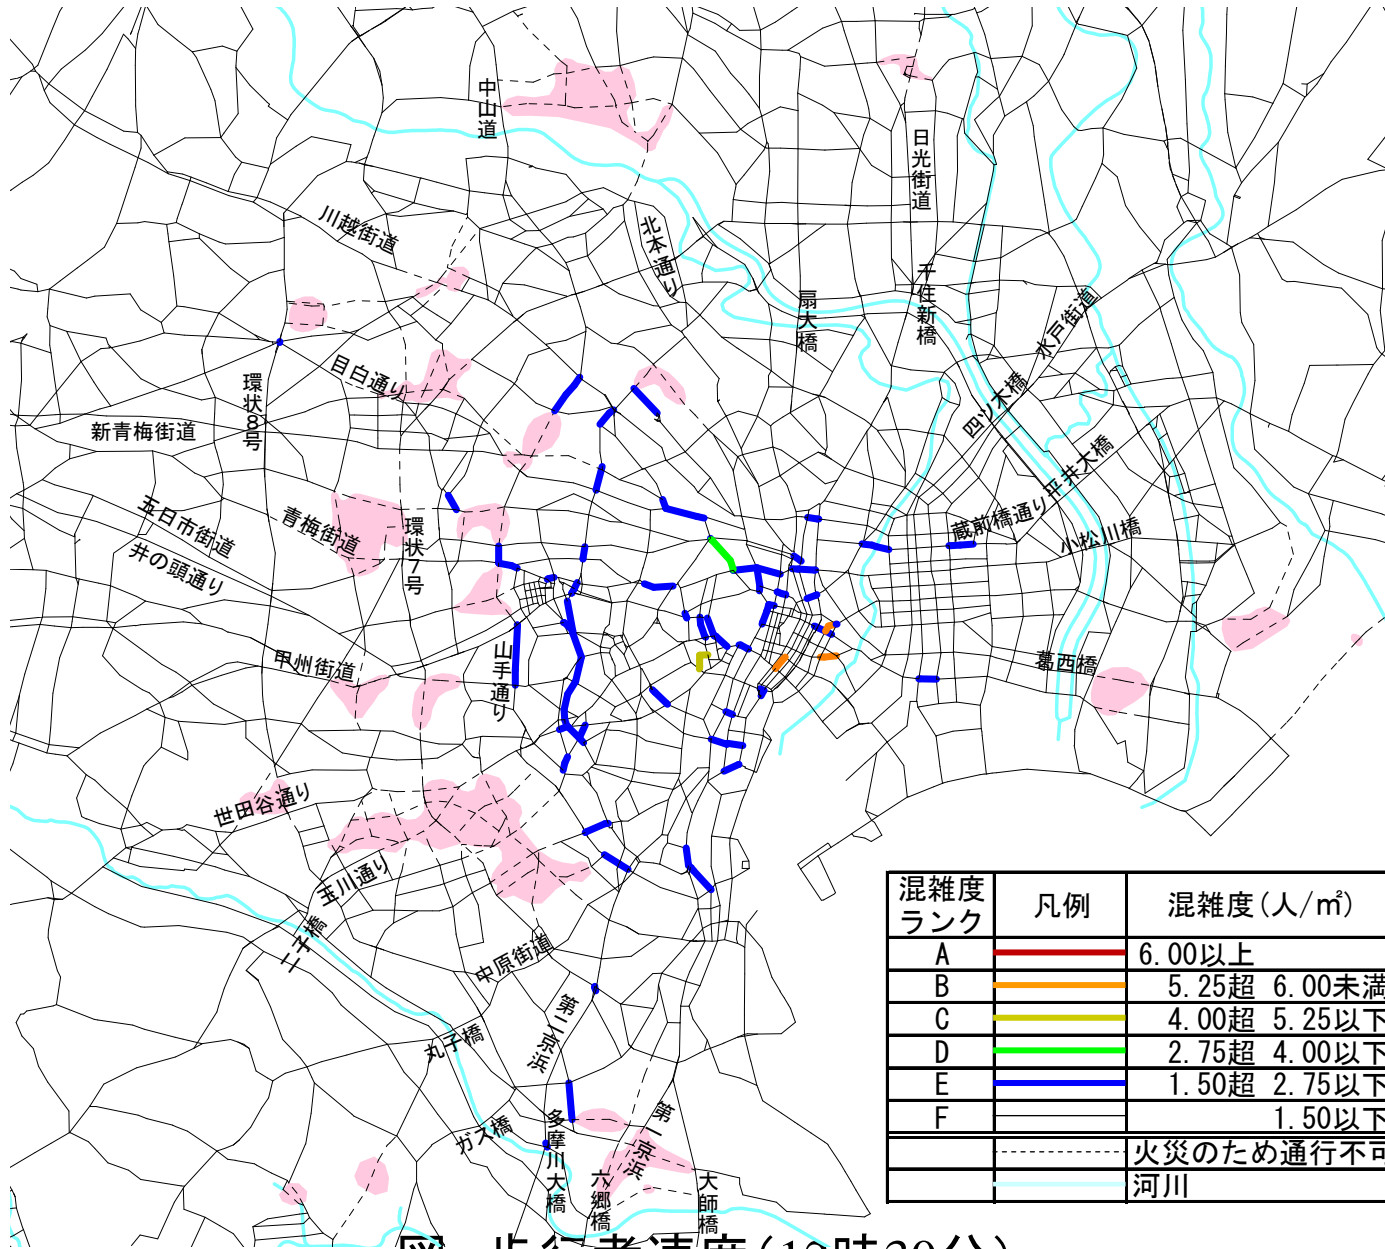 中山道
日光街道
川越街道
北本通り
千住新橋
扇大橋
水戸街道
目白通り
環状8号
四ツ木橋
新青梅街道
平井大橋
五日市街道
青梅街道
蔵前橋通り
環状7号
小松川橋
井の頭通り
甲州街道
山手通り
葛西橋
世田谷通り
玉川通り
二子橋
中原街道
第二京浜
丸子橋
ガス橋
多摩川大橋
第一京浜
六郷橋
大師橋
混雑度ランク 凡例 混雑度(人/㎡)
A 6.00以上
B 5.25超 6.00未満
C 4.00超 5.25以下
D 2.75超 4.00以下
E 1.50超 2.75以下
F 1.50以下
火災のため通行不可
河川